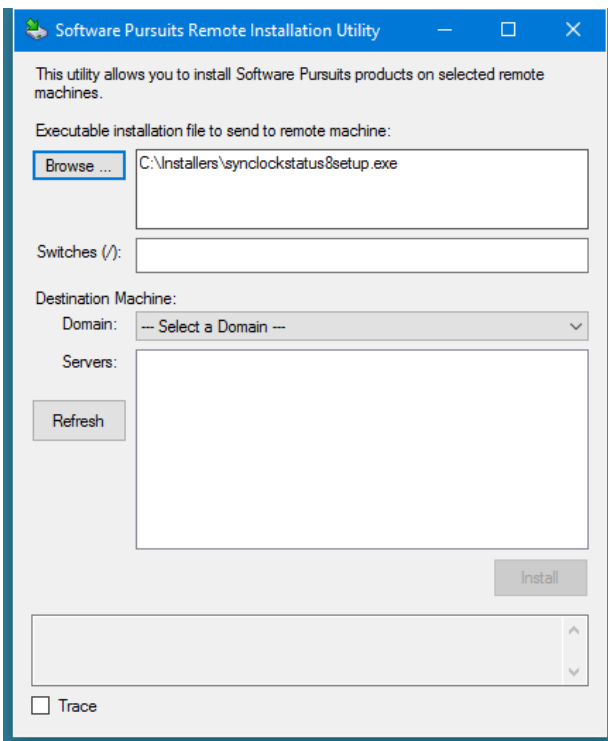 Software Pursuits Remote Installation Utility
This utility allows you to install Software Pursuits products on selected remote
machines.
Executable installation file to send to remote machine:
Browse ...
C:\Installers\synclockstatus8setup.exe
Switches (/):
Destination Machine:
Domain:
--- Select a Domain ---
Servers:
Refresh
Install
Trace